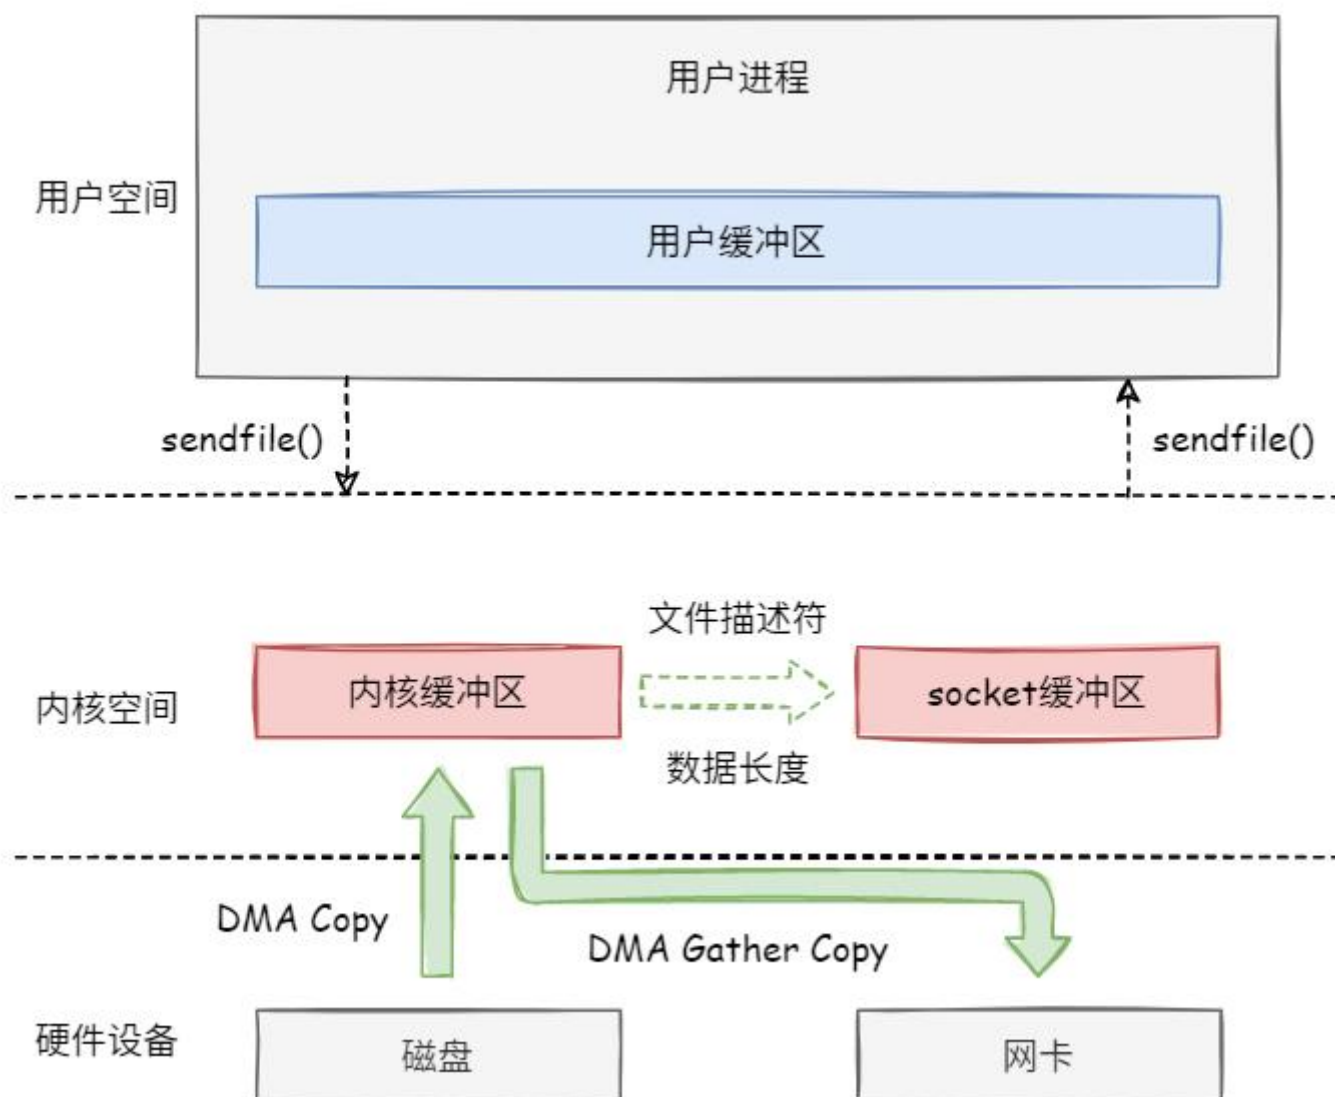 用户进程
用户空间
用户缓冲区
sendfile()
sendfile()
文件描述符
内核空间
内核缓冲区
socket缓冲区
数据长度
DMA Copy
DMA Gather Copy
硬件设备
磁盘
网卡